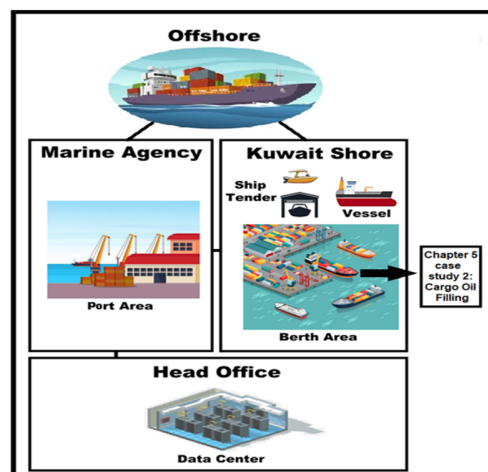 Offshore
Marine Agency
Port Area
Kuwait Shore
Ship
Tender
Vessel
Berth Area
Chapter 5
case
study 2:
Cargo Oil
Filling
Head Office
Data Center